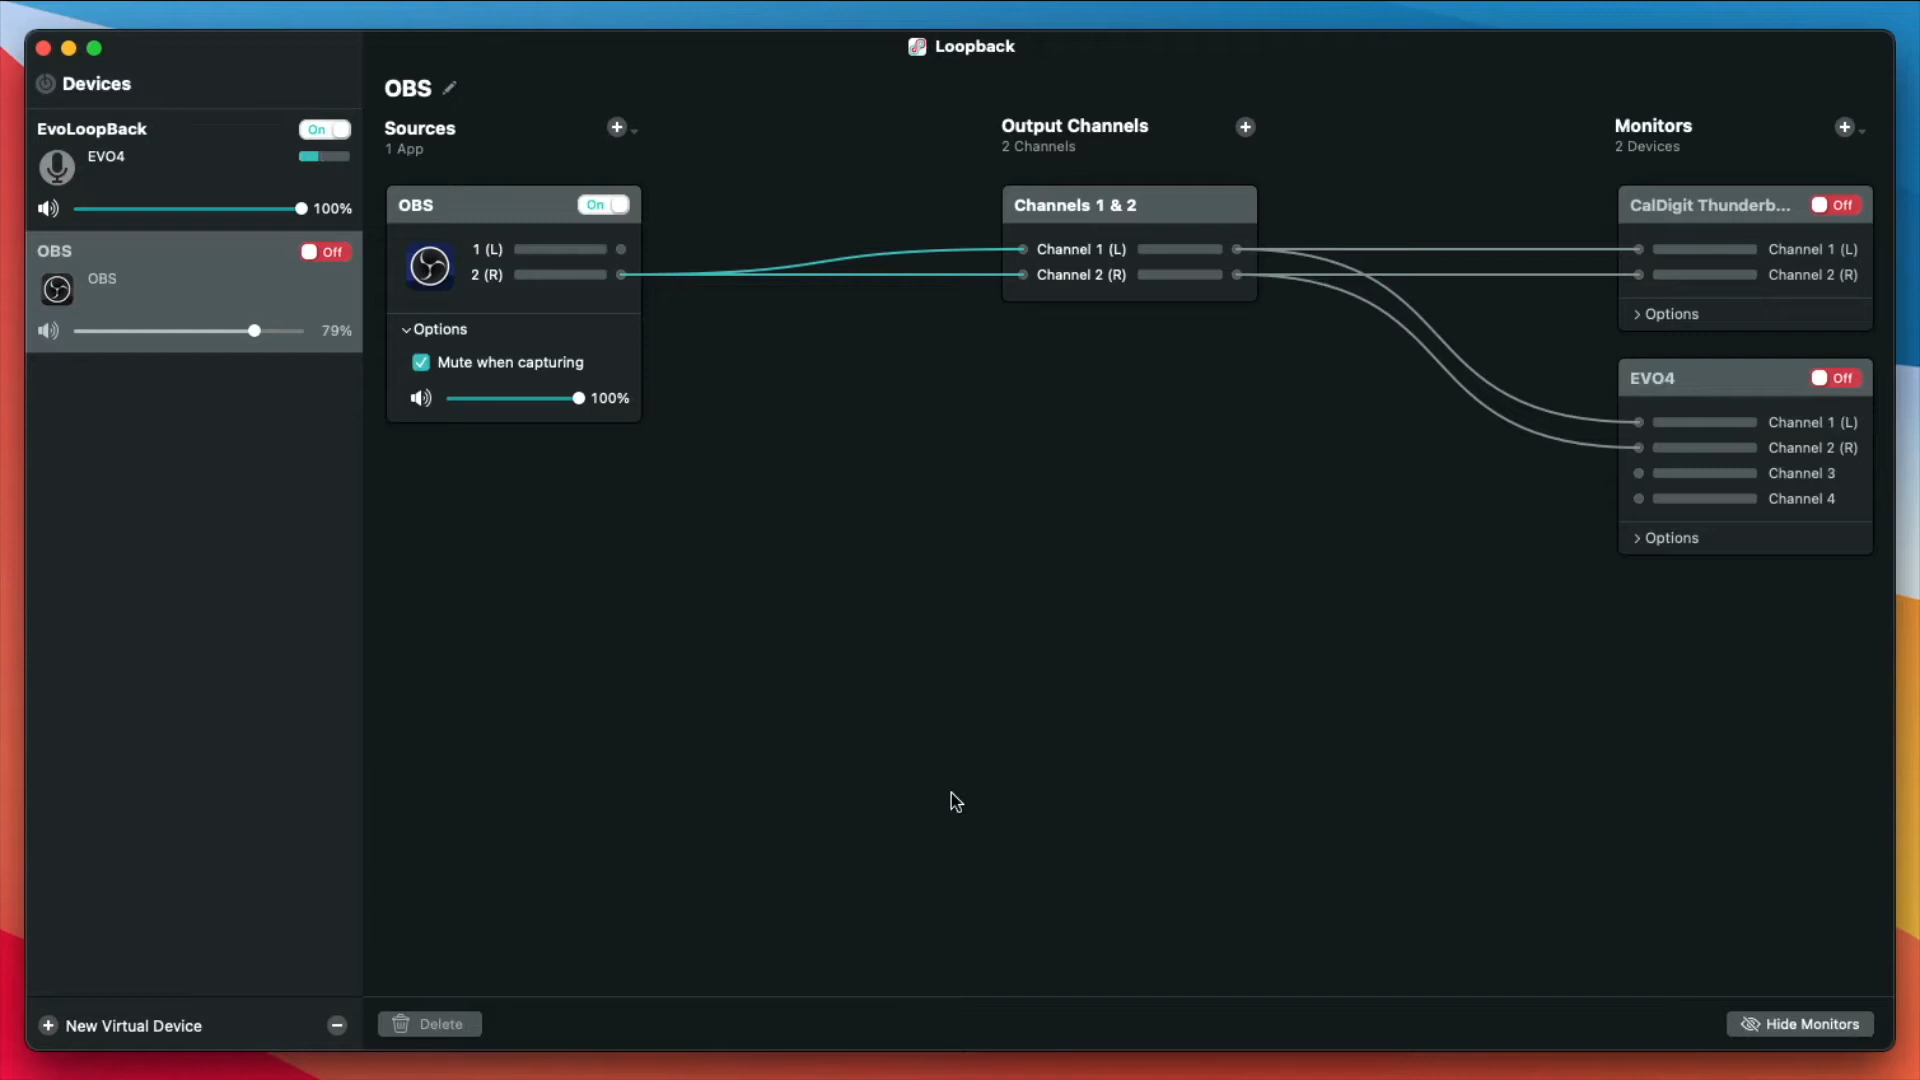 Loopback
Devices
EvoLoopBack
On
EVO4
100%
OBS
Off
OBS
79%
New Virtual Device
OBS
Sources
1 App
OBS
On
1 (L)
2 (R)
Options
Mute when capturing
100%
Output Channels
2 Channels
Channels 1 & 2
Channel 1 (L)
Channel 2 (R)
Monitors
2 Devices
CalDigit Thunderb...
Off
Channel 1 (L)
Channel 2 (R)
Options
EVO4
Off
Channel 1 (L)
Channel 2 (R)
Channel 3
Channel 4
Options
Delete
Hide Monitors